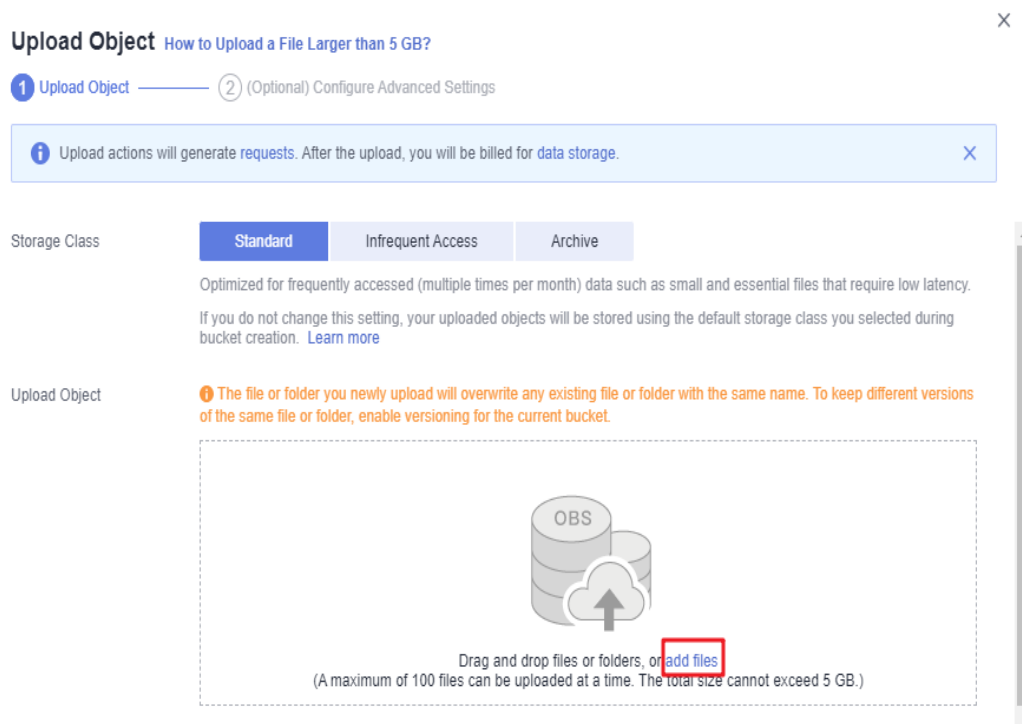 Upload Object How to Upload a File Larger than 5 GB?
1 Upload Object 2 (Optional) Configure Advanced Settings
Upload actions will generate requests. After the upload, you will be billed for data storage.
Storage Class Standard Infrequent Access Archive
Optimized for frequently accessed (multiple times per month) data such as small and essential files that require low latency.
If you do not change this setting, your uploaded objects will be stored using the default storage class you selected during
bucket creation. Learn more
Upload Object The file or folder you newly upload will overwrite any existing file or folder with the same name. To keep different versions
of the same file or folder, enable versioning for the current bucket.
OBS
Drag and drop files or folders, or add files
(A maximum of 100 files can be uploaded at a time. The total size cannot exceed 5 GB.)